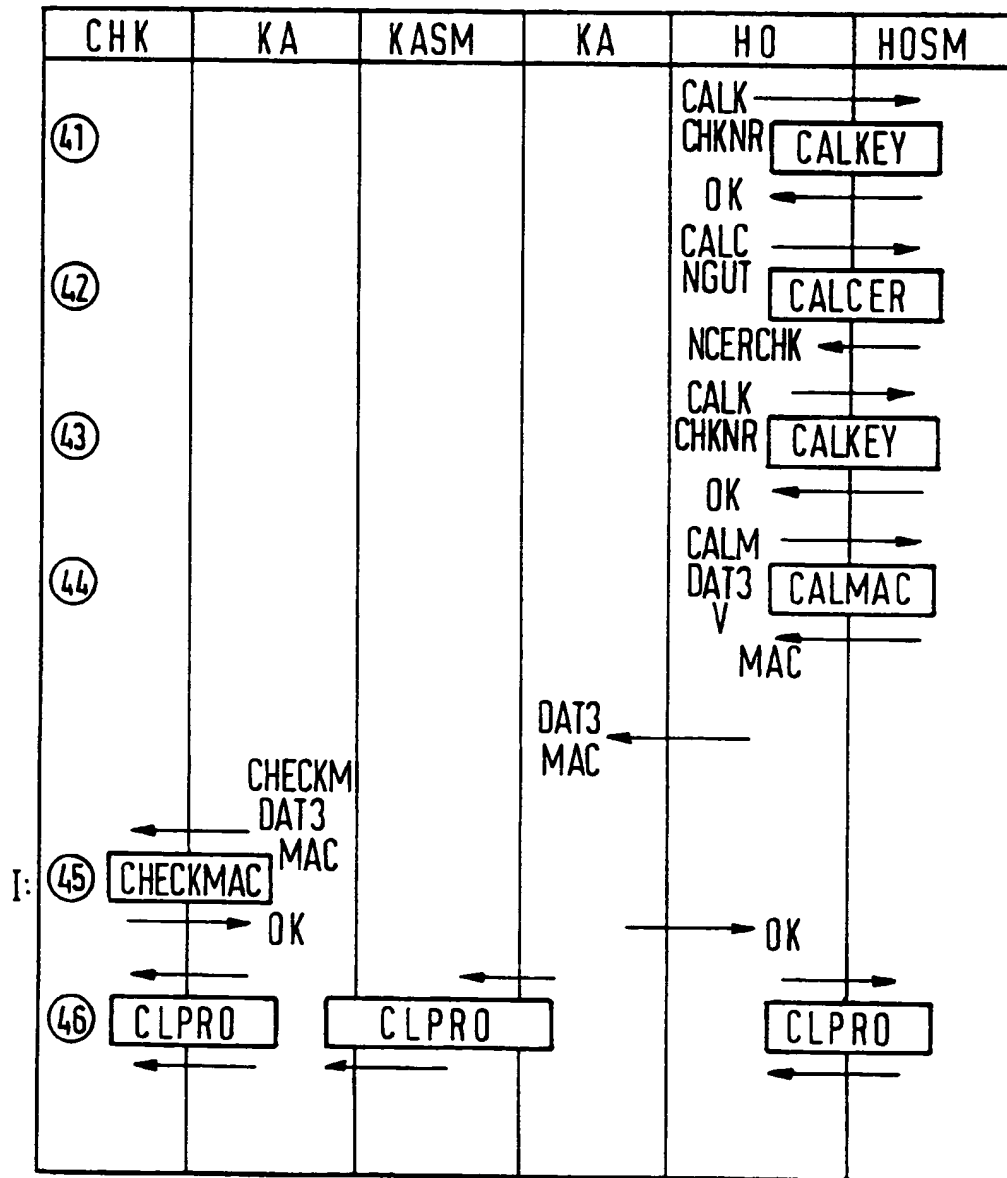 CHK KA KASM KA HO HOSM
CALK
41 CHKNR CALKEY
OK
CALC
42 NGUT CALCER
NCERCHK
CALK
43 CHKNR CALKEY
OK
CALM
44 DAT3 CALMAC
V
MAC
DAT3
MAC
CHECKM
DAT3
MAC
I: 45 CHECKMAC
OK OK
46 CLPRO CLPRO CLPRO